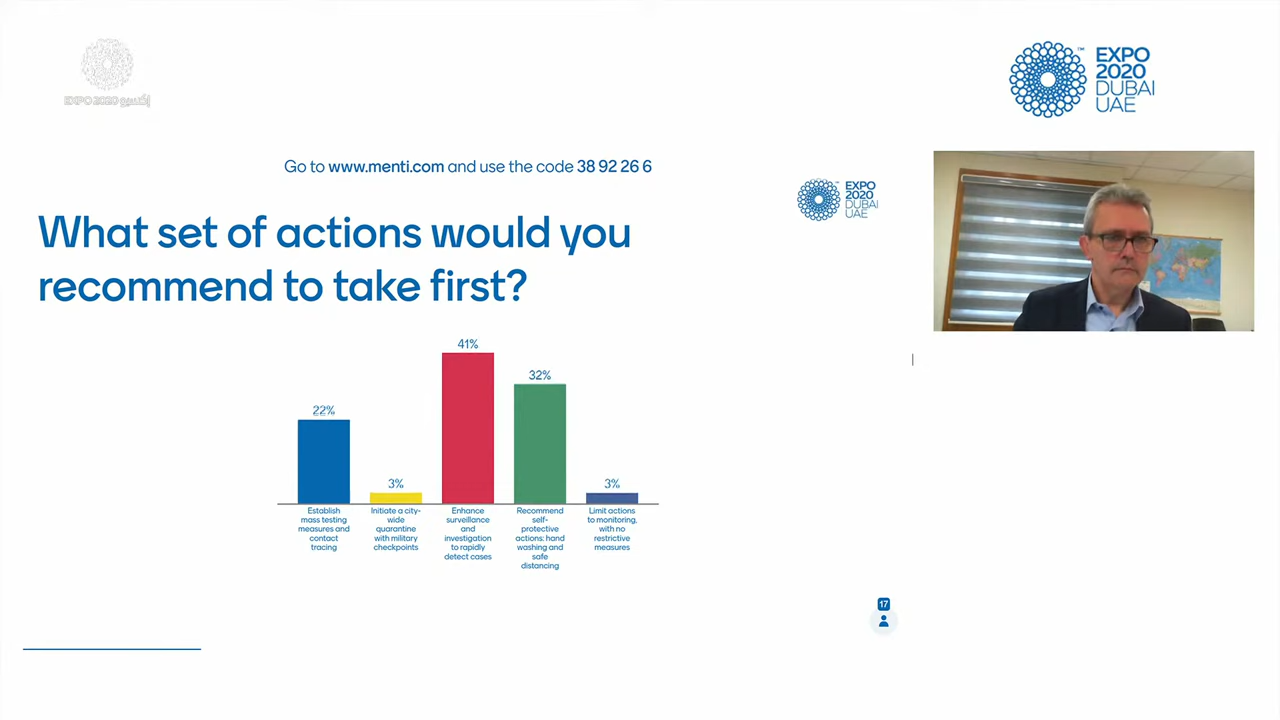 EXPO 2020 إكسبو
EXPO
2020
DUBAI
UAE
Go to www.menti.com and use the code 38 92 26 6
EXPO
2020
DUBAI
UAE
What set of actions would you
recommend to take first?
41%
32%
22%
3%
3%
Establish
mass testing
measures and
contact
tracing
Initiate a city-
wide
quarantine
with military
checkpoints
Enhance
surveillance
and
investigation
to rapidly
detect cases
Recommend
self-
protective
actions: hand
washing and
safe
distancing
Limit actions
to monitoring,
with no
restrictive
measures
17